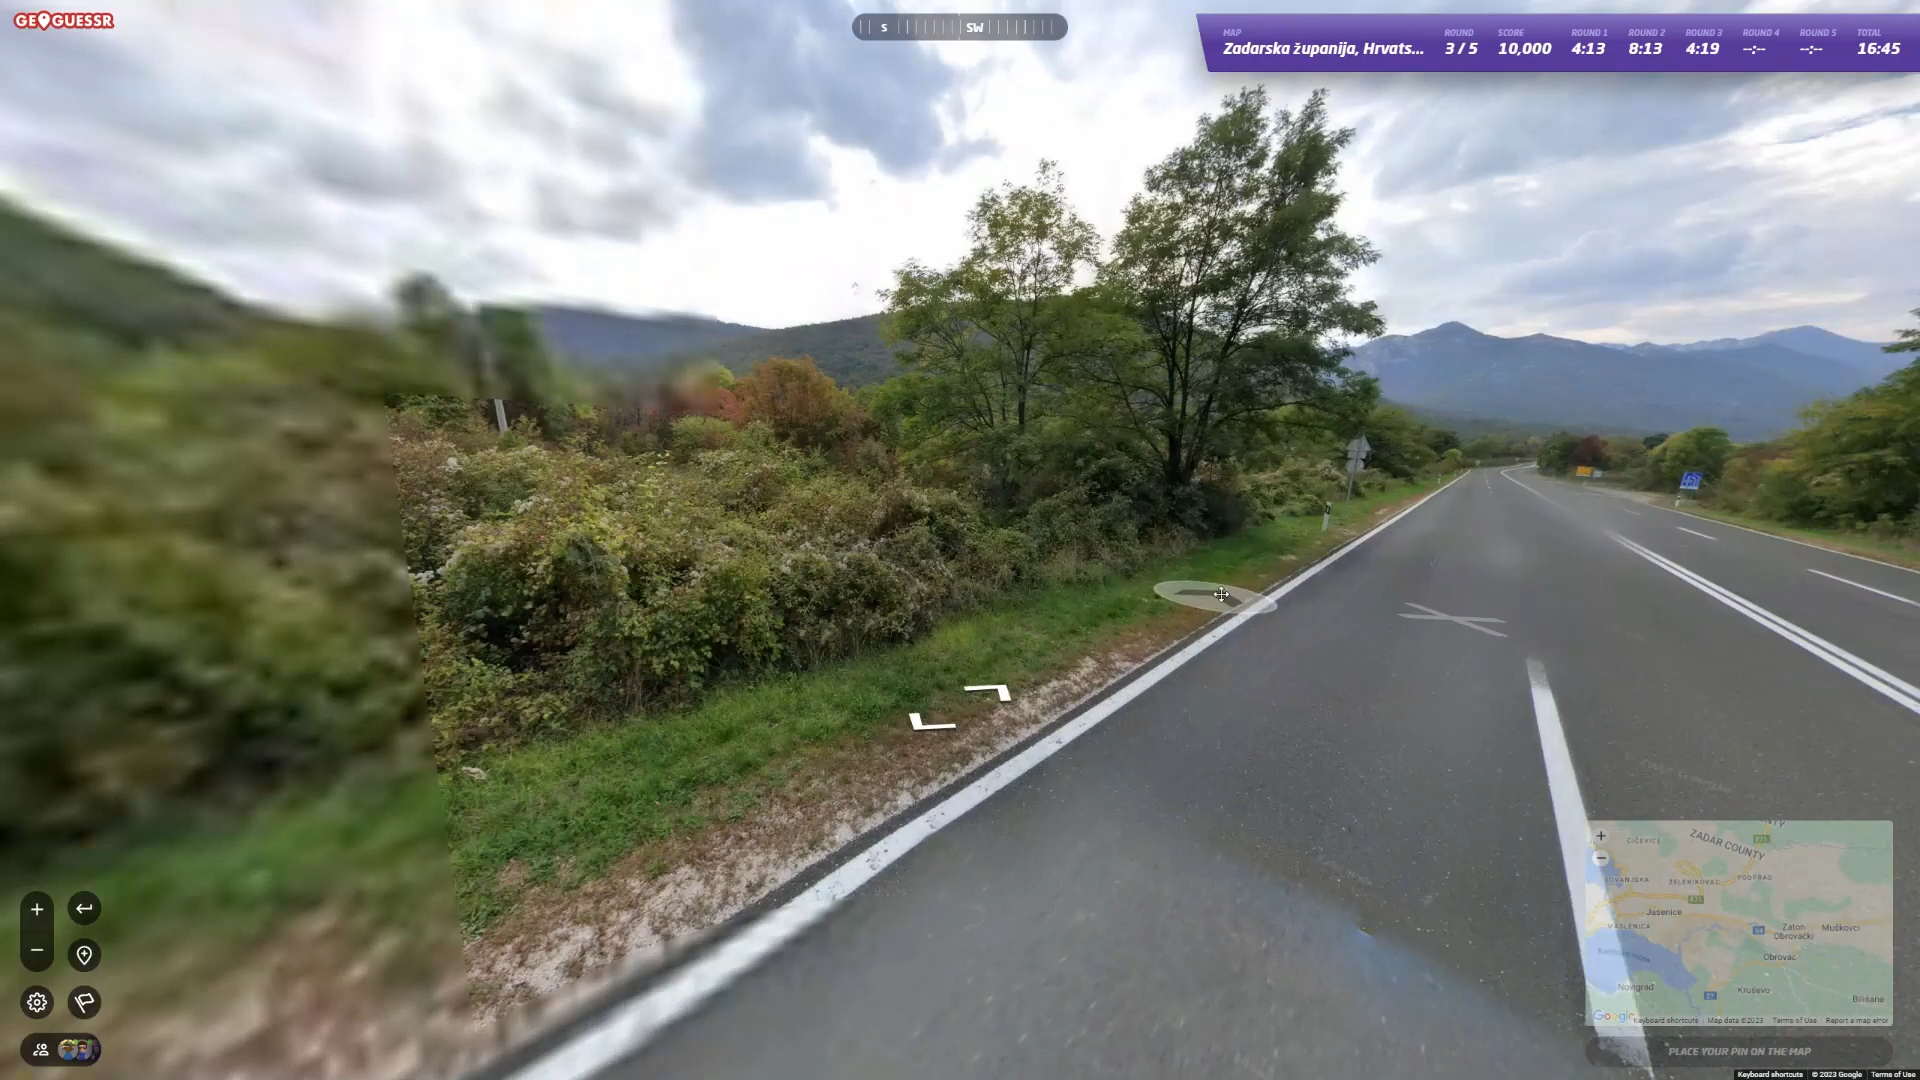 GEOGUESSR
S
SW
MAP
Zadarska županija, Hrvats...
ROUND
3 / 5
SCORE
10,000
ROUND 1
4:13
ROUND 2
8:13
ROUND 3
4:19
ROUND 4
--:--
ROUND 5
--:--
TOTAL
16:45
ZADAR COUNTY
ČIČEVICE
ROVANJSKA
ZELENIKOVAC
PODPRAG
Jasenice
MASLENICA
Zaton Obrovački
Muškovci
Obrovac
Novigrad
Kruševo
Bilišane
Google
Keyboard shortcuts
Map data ©2023
Terms of Use
Report a map error
PLACE YOUR PIN ON THE MAP
Keyboard shortcuts
© 2023 Google
Terms of Use